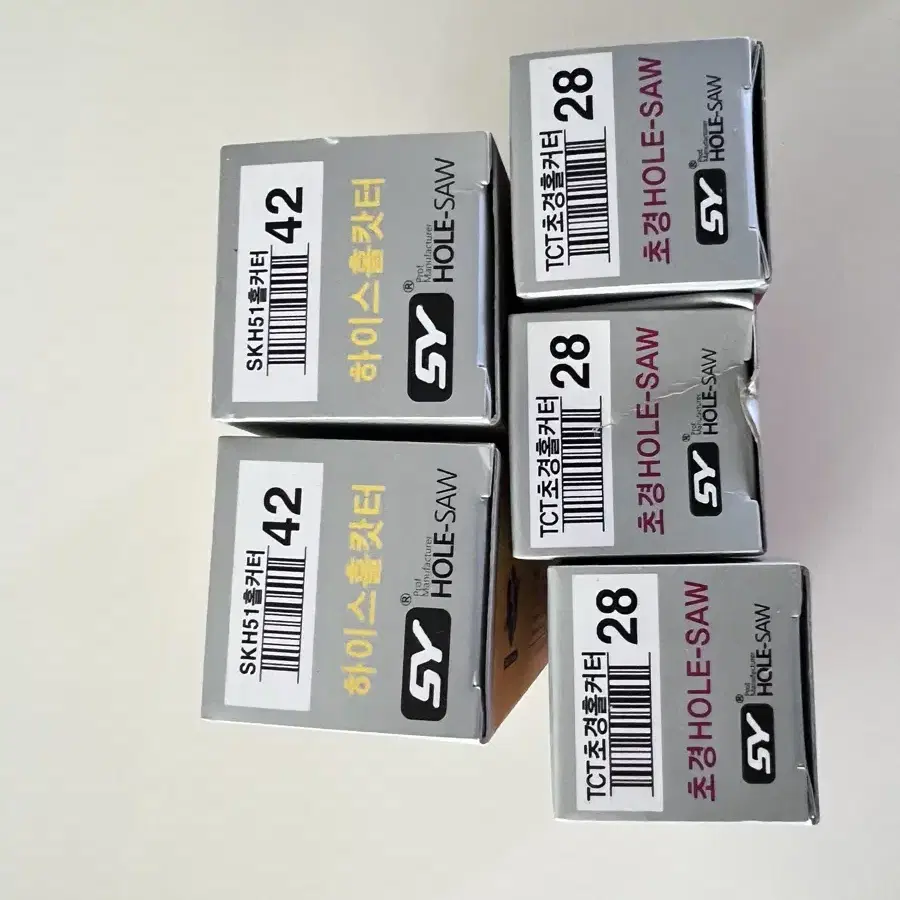 SKH51홀커터
42
하이스홀캇터
SY®
Prof
Manufacturer
HOLE-SAW
SKH51홀커터
42
하이스홀캇터
SY®
Prof
Manufacturer
HOLE-SAW
TCT초경홀커터
28
초경HOLE-SAW
SY®
Prof
Manufacturer
HOLE-SAW
TCT초경홀커터
28
초경HOLE-SAW
SY®
Prof
Manufacturer
HOLE-SAW
TCT초경홀커터
28
초경HOLE-SAW
SY®
Prof
Manufacturer
HOLE-SAW